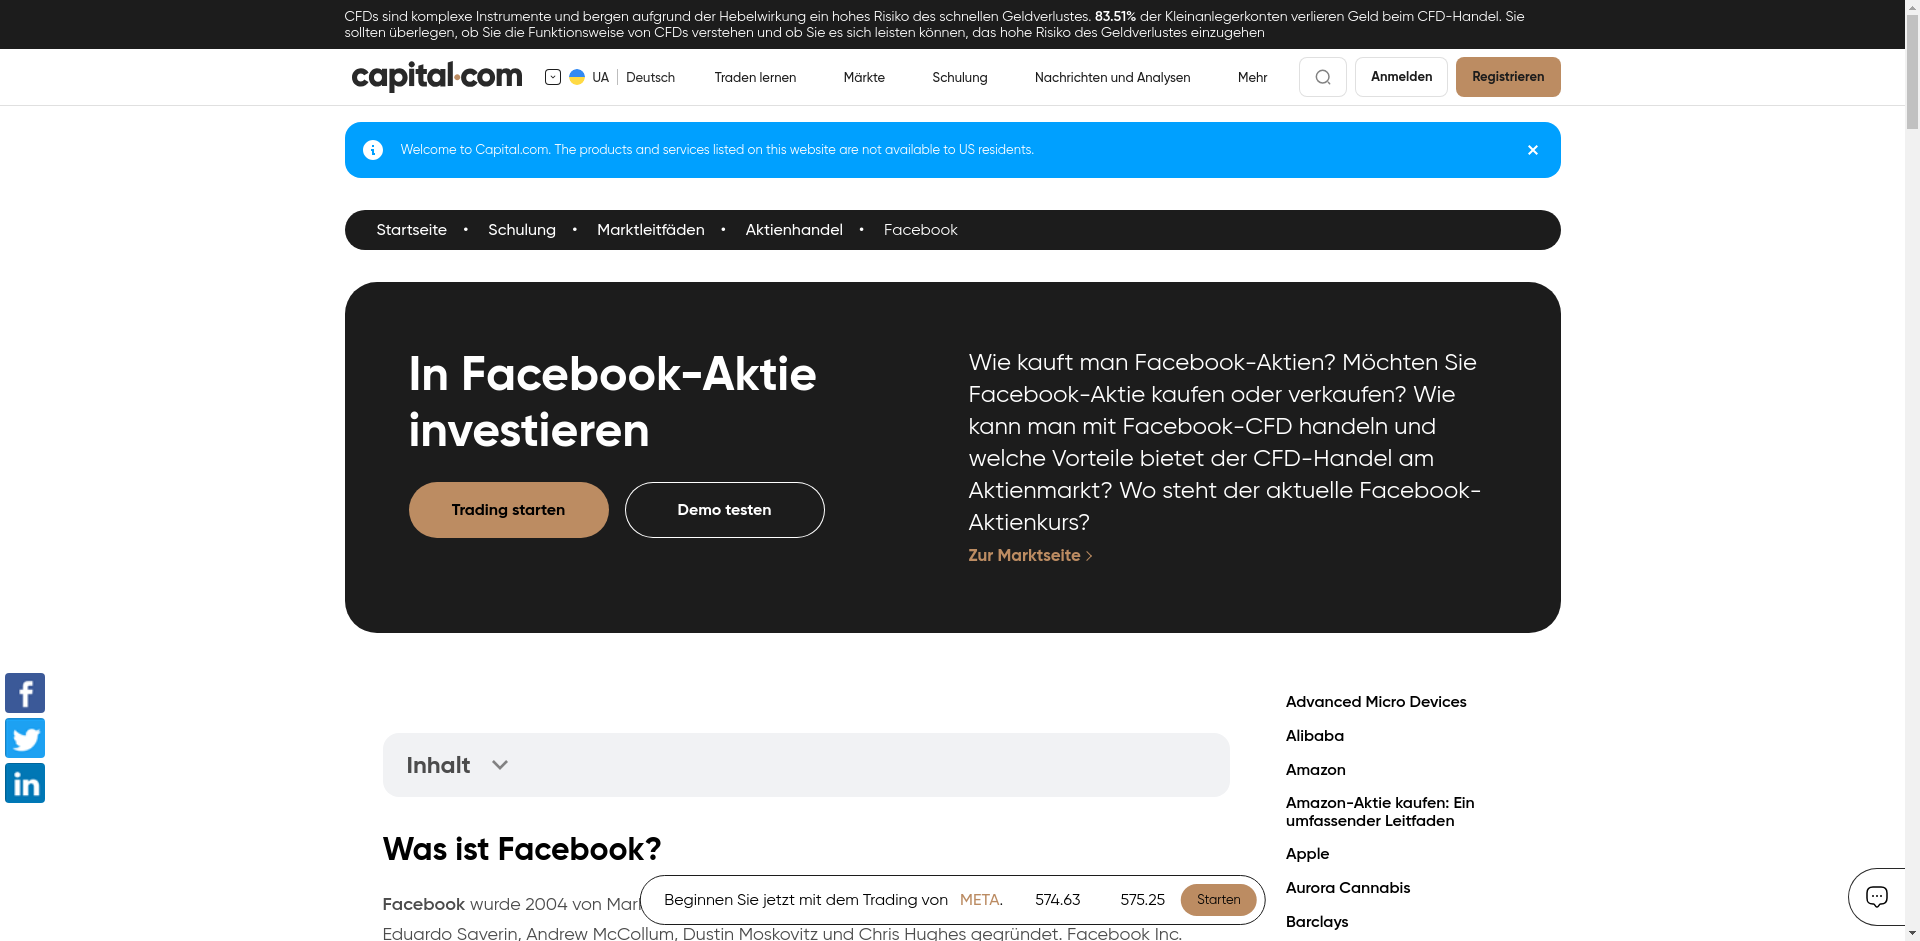 CFDs sind komplexe Instrumente und bergen aufgrund der Hebelwirkung ein hohes Risiko des schnellen Geldverlustes. 83.51% der Kleinanlegerkonten verlieren Geld beim CFD-Handel. Sie
sollten überlegen, ob Sie die Funktionsweise von CFDs verstehen und ob Sie es sich leisten können, das hohe Risiko des Geldverlustes einzugehen
capital.com
UA
Deutsch
Traden lernen
Märkte
Schulung
Nachrichten und Analysen
Mehr
Anmelden
Registrieren
Welcome to Capital.com. The products and services listed on this website are not available to US residents.
Startseite • Schulung • Marktleitfäden • Aktienhandel • Facebook
In Facebook-Aktie
investieren
Trading starten
Demo testen
Wie kauft man Facebook-Aktien? Möchten Sie
Facebook-Aktie kaufen oder verkaufen? Wie
kann man mit Facebook-CFD handeln und
welche Vorteile bietet der CFD-Handel am
Aktienmarkt? Wo steht der aktuelle Facebook-
Aktienkurs?
Zur Marktseite
Inhalt
Was ist Facebook?
Facebook wurde 2004 von
Eduardo Saverin, Andrew McCollum, Dustin Moskovitz und Chris Hughes gegründet. Facebook Inc.
Advanced Micro Devices
Alibaba
Amazon
Amazon-Aktie kaufen: Ein
umfassender Leitfaden
Apple
Aurora Cannabis
Barclays
Beginnen Sie jetzt mit dem Trading von META. 574.63 575.25 Starten